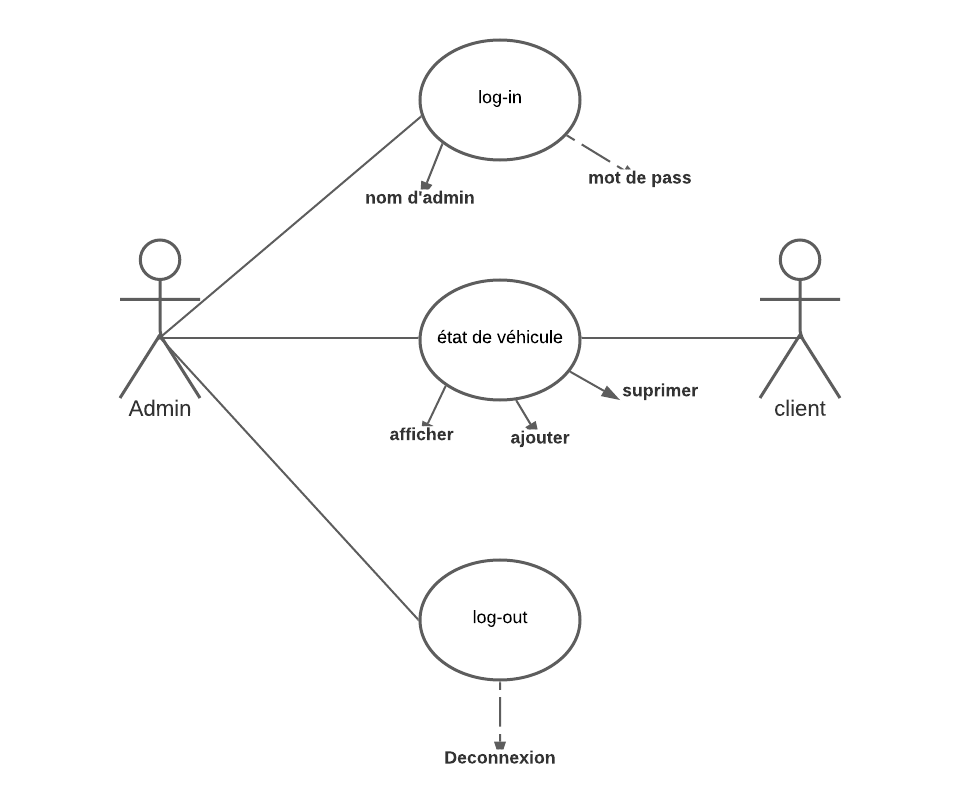 log-in
nom d'admin
mot de pass
état de véhicule
suprimer
Admin
client
afficher
ajouter
log-out
Deconnexion